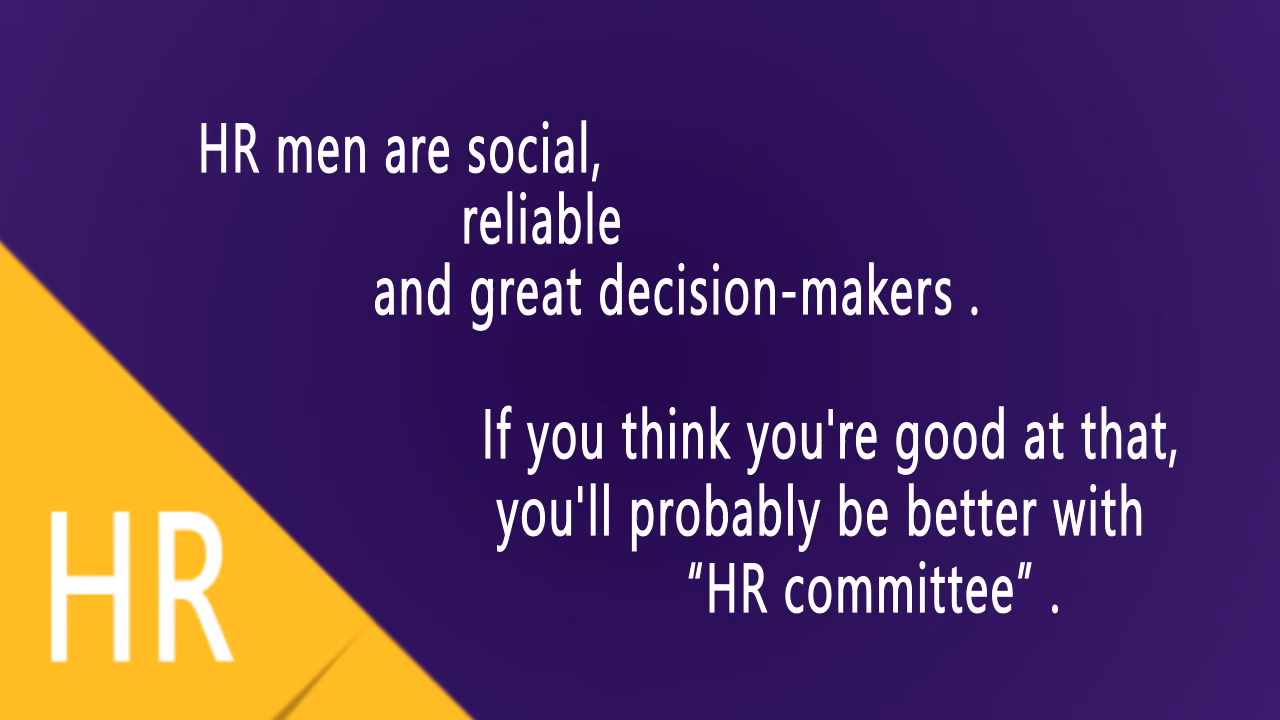 HR men are social,
reliable
and great decision-makers .
If you think you're good at that,
you'll probably be better with
“HR committee” .
HR